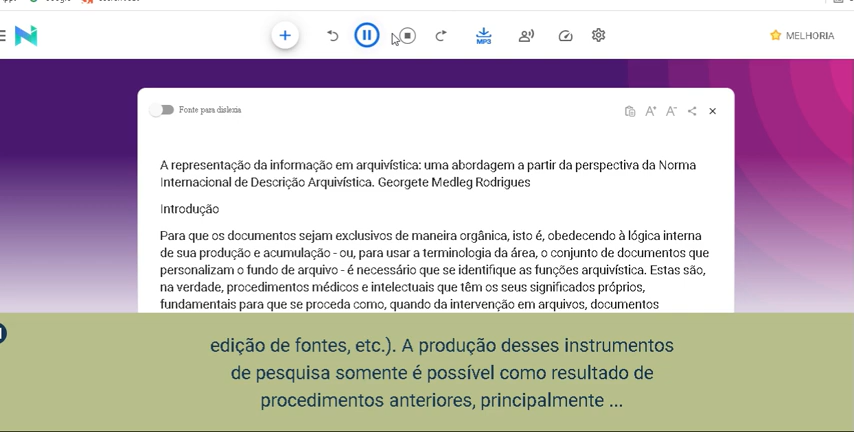 Google
MP3
MELHORIA
Fonte para dislexia
A+ A-
A representação da informação em arquivística: uma abordagem a partir da perspectiva da Norma
Internacional de Descrição Arquivística. Georgete Medleg Rodrigues
Introdução
Para que os documentos sejam exclusivos de maneira orgânica, isto é, obedecendo à lógica interna
de sua produção e acumulação - ou, para usar a terminologia da área, o conjunto de documentos que
personalizam o fundo de arquivo - é necessário que se identifique as funções arquivística. Estas são,
na verdade, procedimentos médicos e intelectuais que têm os seus significados próprios,
fundamentais para que se proceda como, quando da intervenção em arquivos, documentos
edição de fontes, etc.). A produção desses instrumentos
de pesquisa somente é possível como resultado de
procedimentos anteriores, principalmente ...